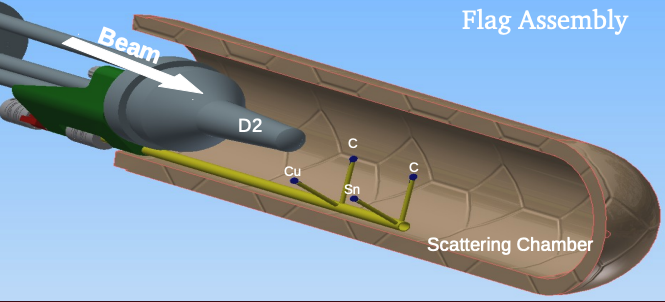 Flag Assembly
Beam
D2
C
C
Cu
Sn
Scattering Chamber